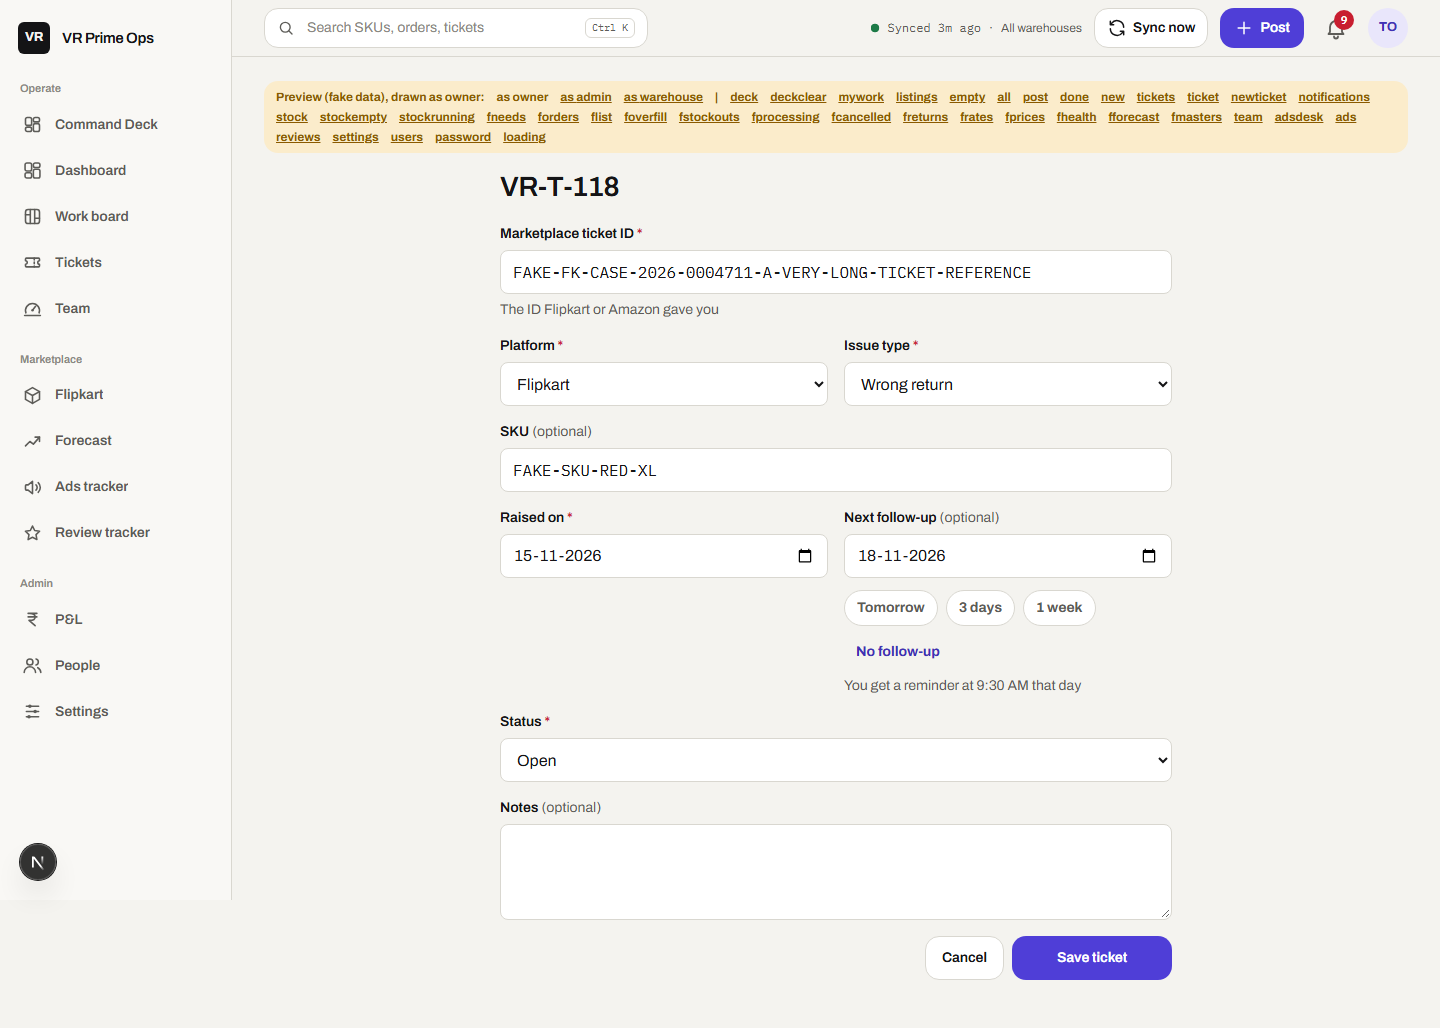 VR
VR Prime Ops
Search SKUs, orders, tickets
Ctrl K
Synced 3m ago · All warehouses
Sync now
Post
9
TO
Operate
Command Deck
Dashboard
Work board
Tickets
Team
Marketplace
Flipkart
Forecast
Ads tracker
Review tracker
Admin
P&L
People
Settings
N
Preview (fake data), drawn as owner: as owner as admin as warehouse | deck deckclear mywork listings empty all post done new tickets ticket newticket notifications
stock stockempty stockrunning fneeds forders flist foverfill fstockouts fprocessing fcancelled freturns frates fprices fhealth fforecast fmasters team adsdesk ads
reviews settings users password loading
VR-T-118
Marketplace ticket ID *
FAKE-FK-CASE-2026-0004711-A-VERY-LONG-TICKET-REFERENCE
The ID Flipkart or Amazon gave you
Platform * Issue type *
Flipkart Wrong return
SKU (optional)
FAKE-SKU-RED-XL
Raised on * Next follow-up (optional)
15-11-2026 18-11-2026
Tomorrow 3 days 1 week
No follow-up
You get a reminder at 9:30 AM that day
Status *
Open
Notes (optional)
Cancel Save ticket